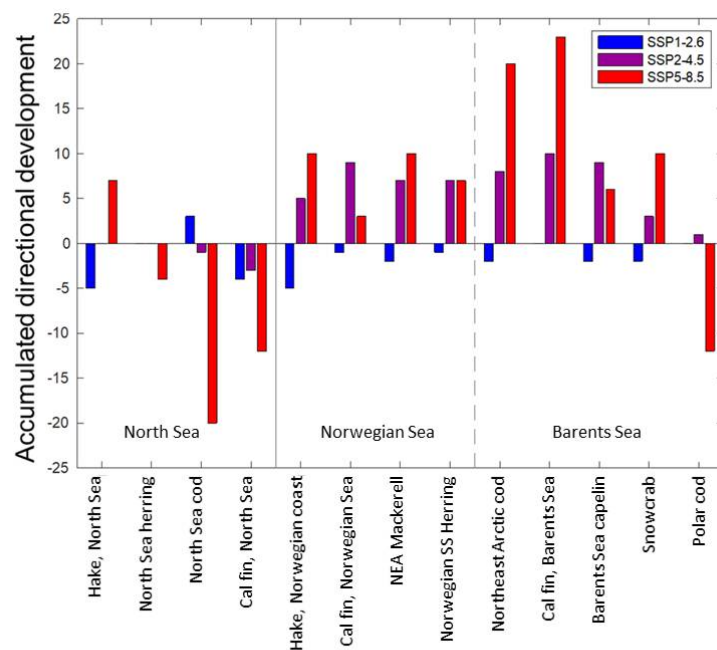 Accumulated directional development
25
20
15
10
5
0
-5
-10
-15
-20
-25
SSP1-2.6
SSP2-4.5
SSP5-8.5
North Sea
Norwegian Sea
Barents Sea
Hake, North Sea
North Sea herring
North Sea cod
Cal fin, North Sea
Hake, Norwegian coast
Cal fin, Norwegian Sea
NEA Mackerell
Norwegian SS Herring
Northeast Arctic cod
Cal fin, Barents Sea
Barents Sea capelin
Snowcrab
Polar cod